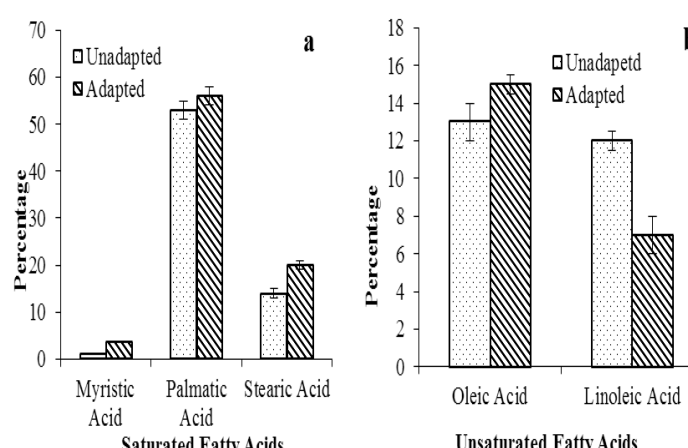 70
60
50
40
30
20
10
0
Percentage
a
Unadapted
Adapted
Myristic Acid
Palmatic Acid
Stearic Acid
Saturated Fatty Acids
18
16
14
12
10
8
6
4
2
0
Percentage
Unadapetd
Adapted
Oleic Acid
Linoleic Acid
Unsaturated Fatty Acids